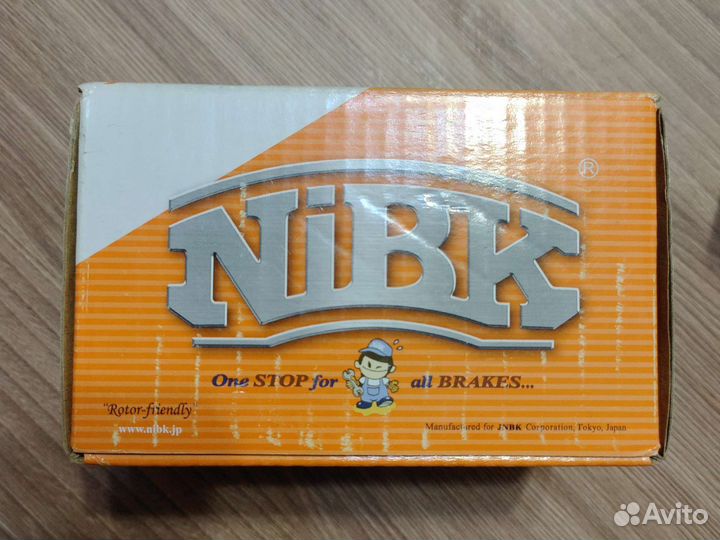 NiBK ®
One STOP for all BRAKES...
"Rotor-friendly"
www.nibk.jp
Manufactured for JNBK Corporation, Tokyo, Japan
Avito